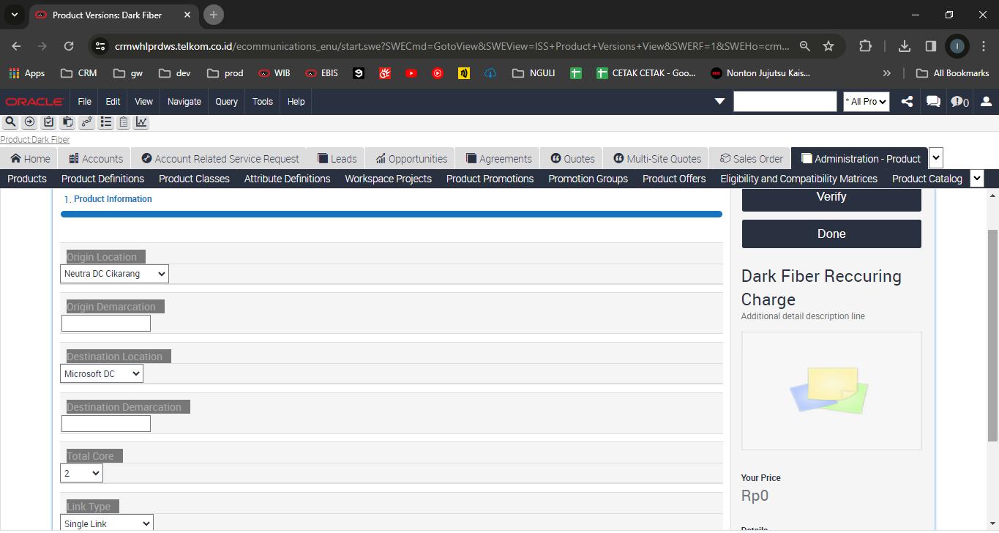 Product Versions: Dark Fiber
crmwhlprdws.telkom.co.id/ecommunications_enu/start.swe?SWECmd=GotoView&SWEView=ISS+Product+Versions+View&SWERF=1&SWEHo=crm...
I
Apps CRM gw dev prod WIB EBIS NGULI CETAK CETAK - Goo... Nonton Jujutsu Kais... » All Bookmarks
ORACLE File Edit View Navigate Query Tools Help * All Pro 0
Product:Dark Fiber
Home Accounts Account Related Service Request Leads Opportunities Agreements Quotes Multi-Site Quotes Sales Order Administration - Product
Products Product Definitions Product Classes Attribute Definitions Workspace Projects Product Promotions Promotion Groups Product Offers Eligibility and Compatibility Matrices Product Catalog
1. Product Information
Origin Location
Neutra DC Cikarang
Origin Demarcation
Destination Location
Microsoft DC
Destination Demarcation
Total Core
2
Link Type
Single Link
Verify
Done
Dark Fiber Reccuring
Charge
Additional detail description line
Your Price
Rp0
Details